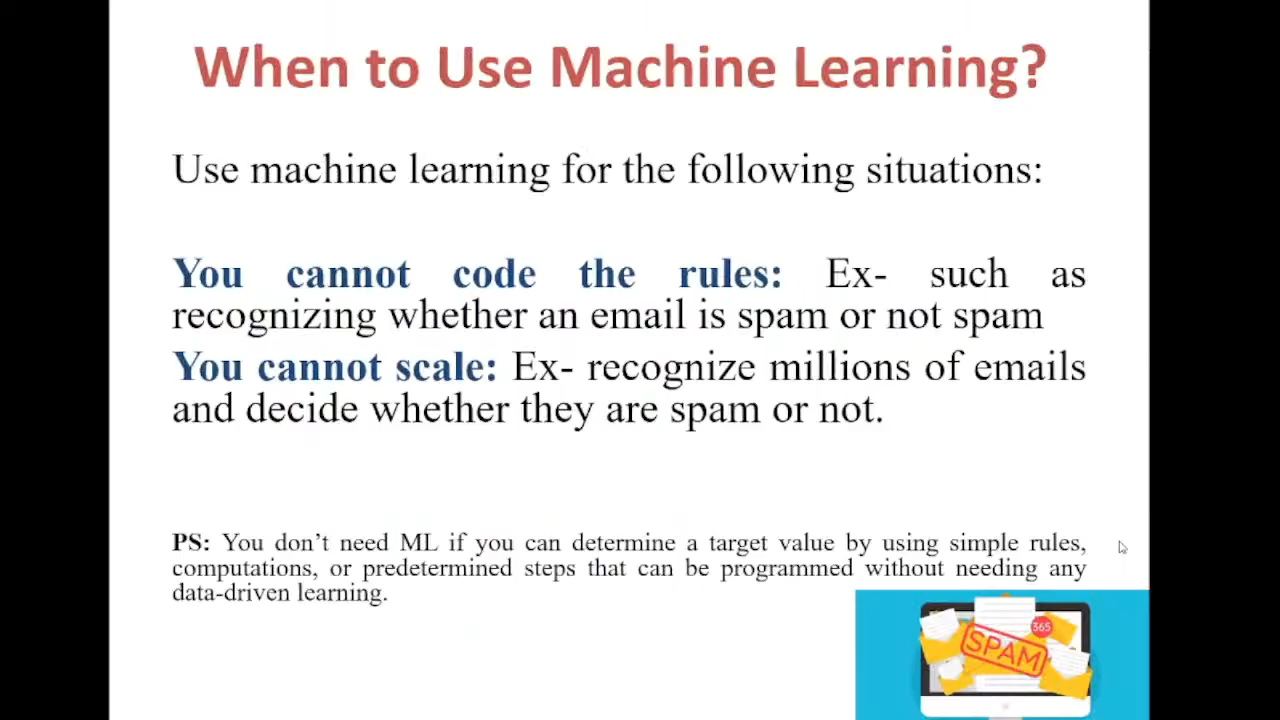 When to Use Machine Learning?
Use machine learning for the following situations:
You cannot code the rules: Ex- such as
recognizing whether an email is spam or not spam
You cannot scale: Ex- recognize millions of emails
and decide whether they are spam or not.
PS: You don’t need ML if you can determine a target value by using simple rules,
computations, or predetermined steps that can be programmed without needing any
data-driven learning.
365
SPAM